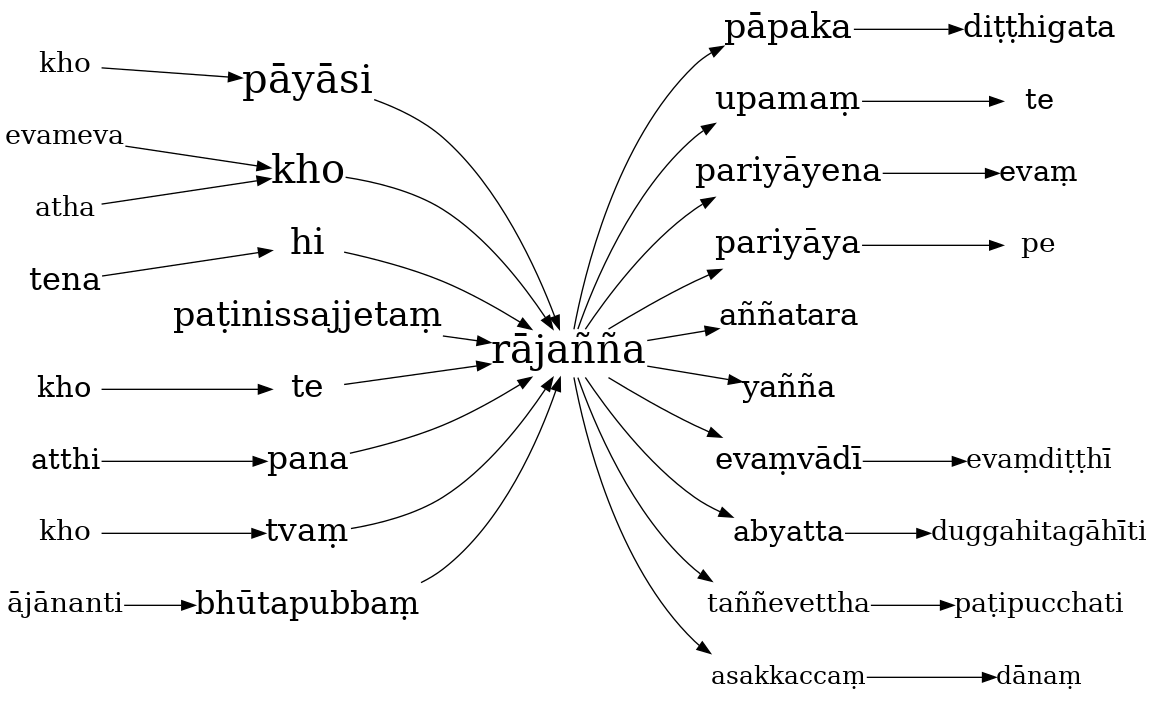 pāpaka diṭṭhigata
kho pāyāsi
upamaṃ te
evameva
kho
pariyāyena evaṃ
atha
hi
pariyāya pe
tena
paṭinissajjetaṃ
aññatara
rājañña
kho te
yañña
atthi pana
evaṃvādī evaṃdiṭṭhī
kho tvaṃ
abyatta duggahitagāhīti
ājānanti bhūtapubbaṃ
taññevettha paṭipucchati
asakkaccaṃ dānaṃ